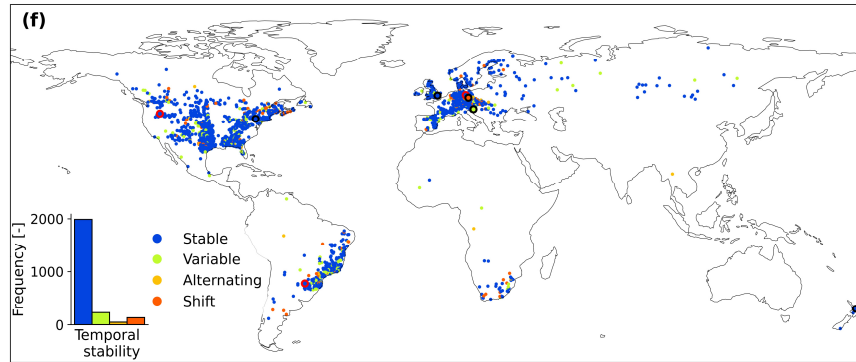 (f)
2000
1000
0
Frequency [-]
Temporal
stability
Stable
Variable
Alternating
Shift